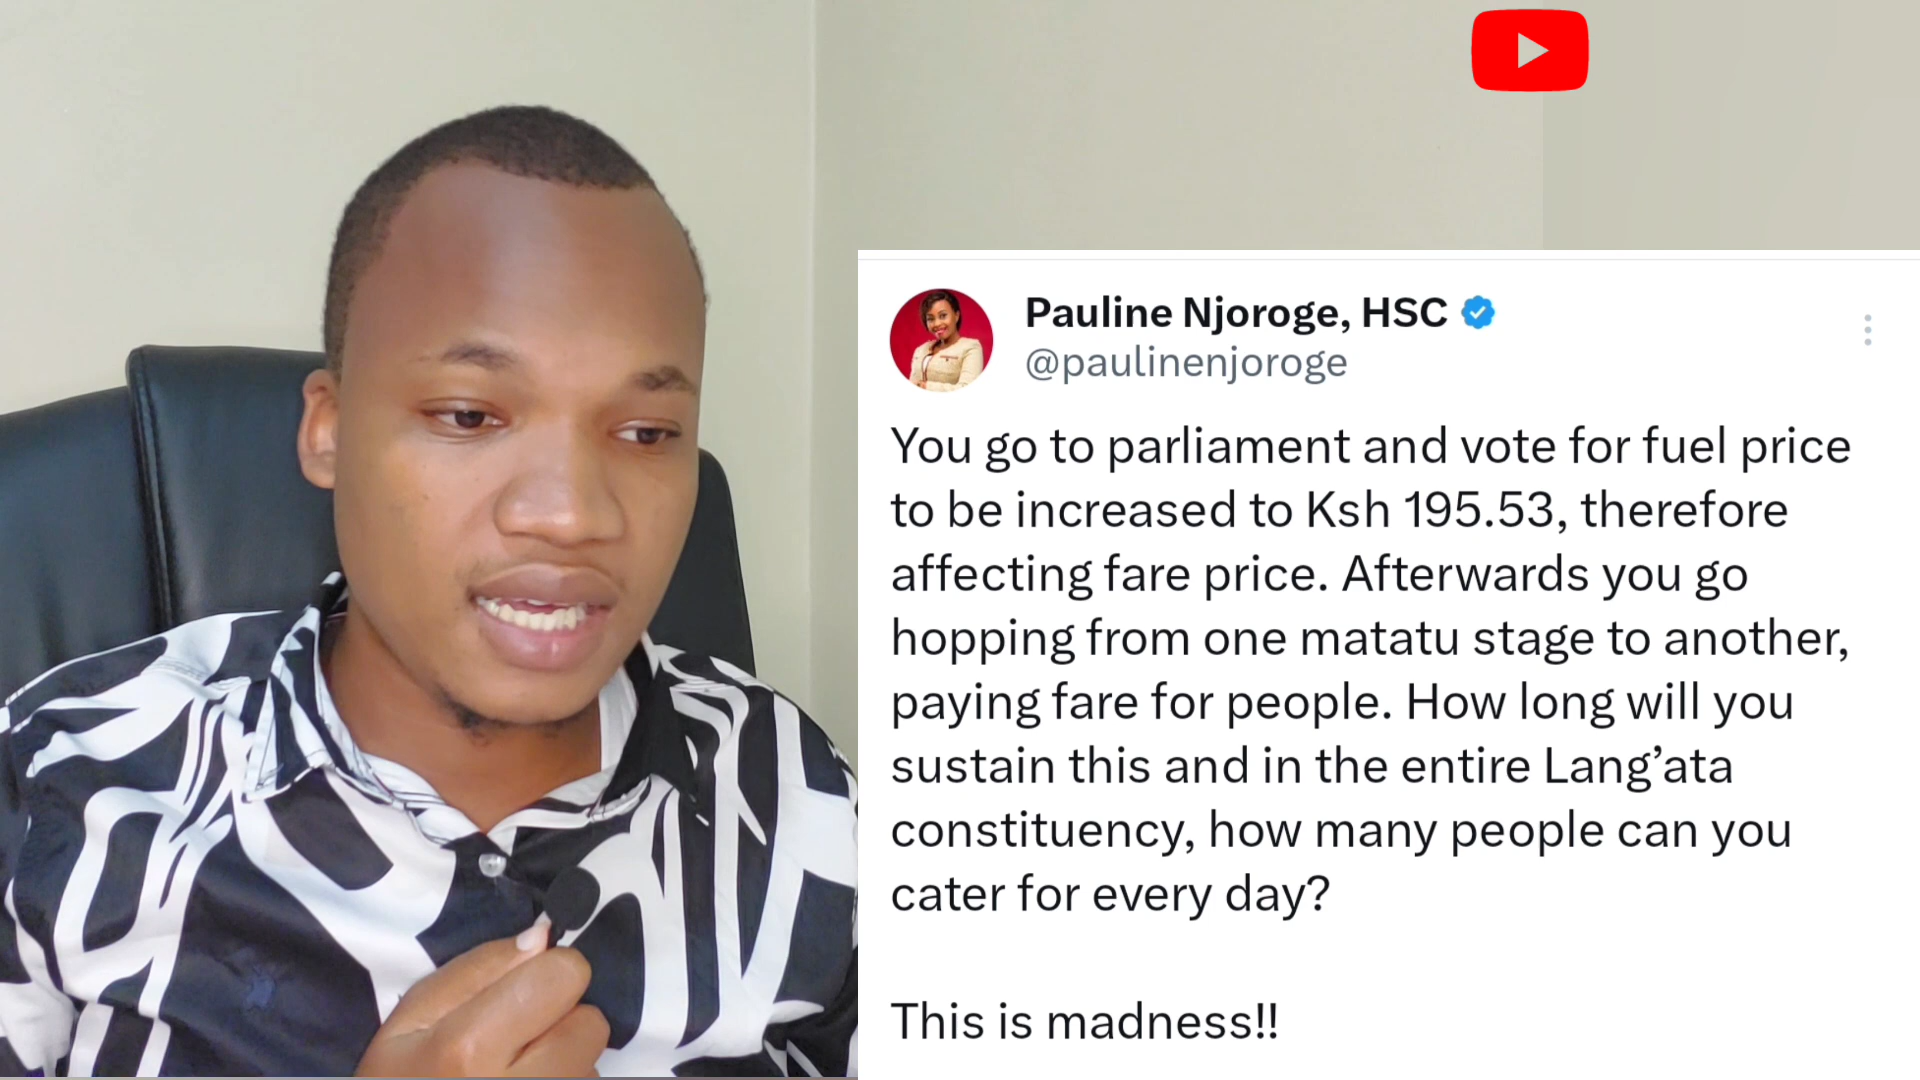 Pauline Njoroge, HSC
@paulinenjoroge
You go to parliament and vote for fuel price
to be increased to Ksh 195.53, therefore
affecting fare price. Afterwards you go
hopping from one matatu stage to another,
paying fare for people. How long will you
sustain this and in the entire Lang’ata
constituency, how many people can you
cater for every day?
This is madness!!